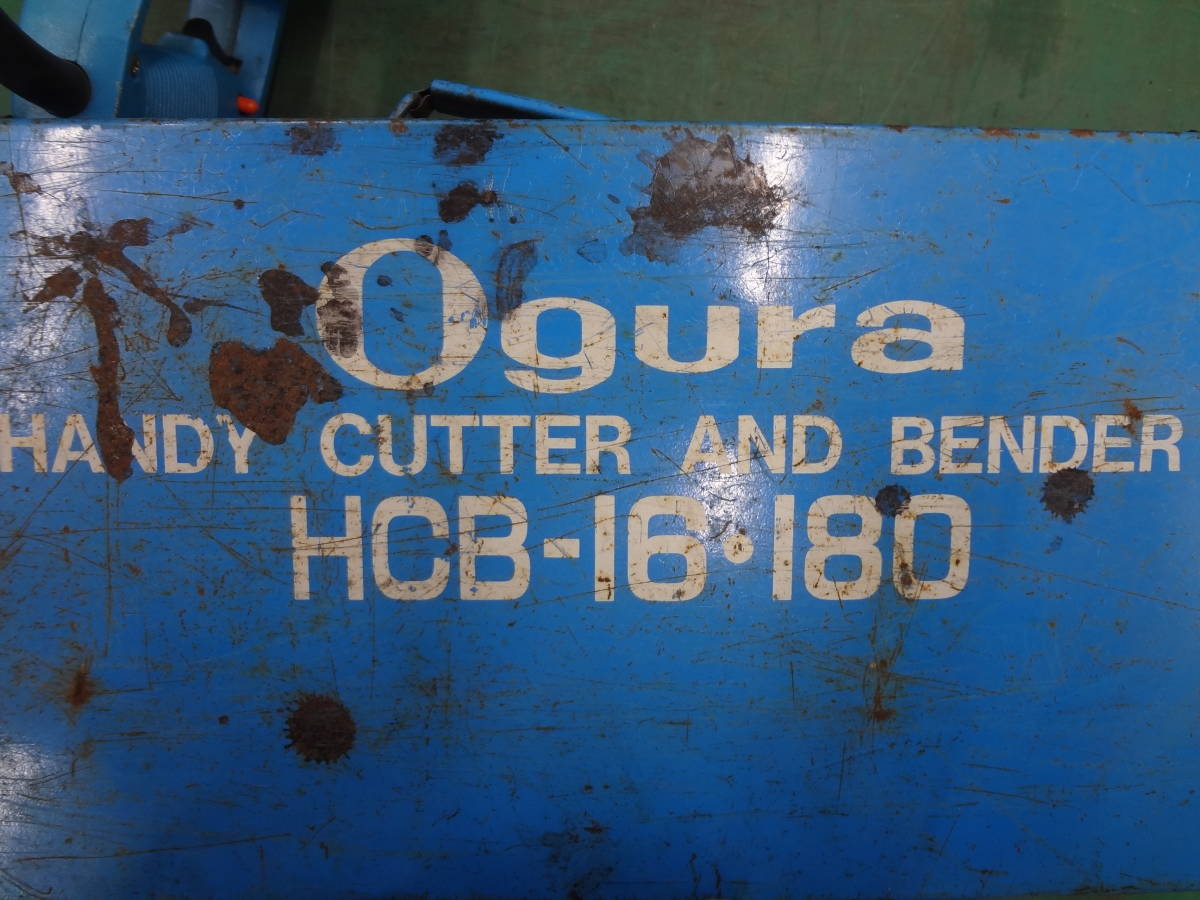 Ogura
HANDY CUTTER AND BENDER
HCB-16·180